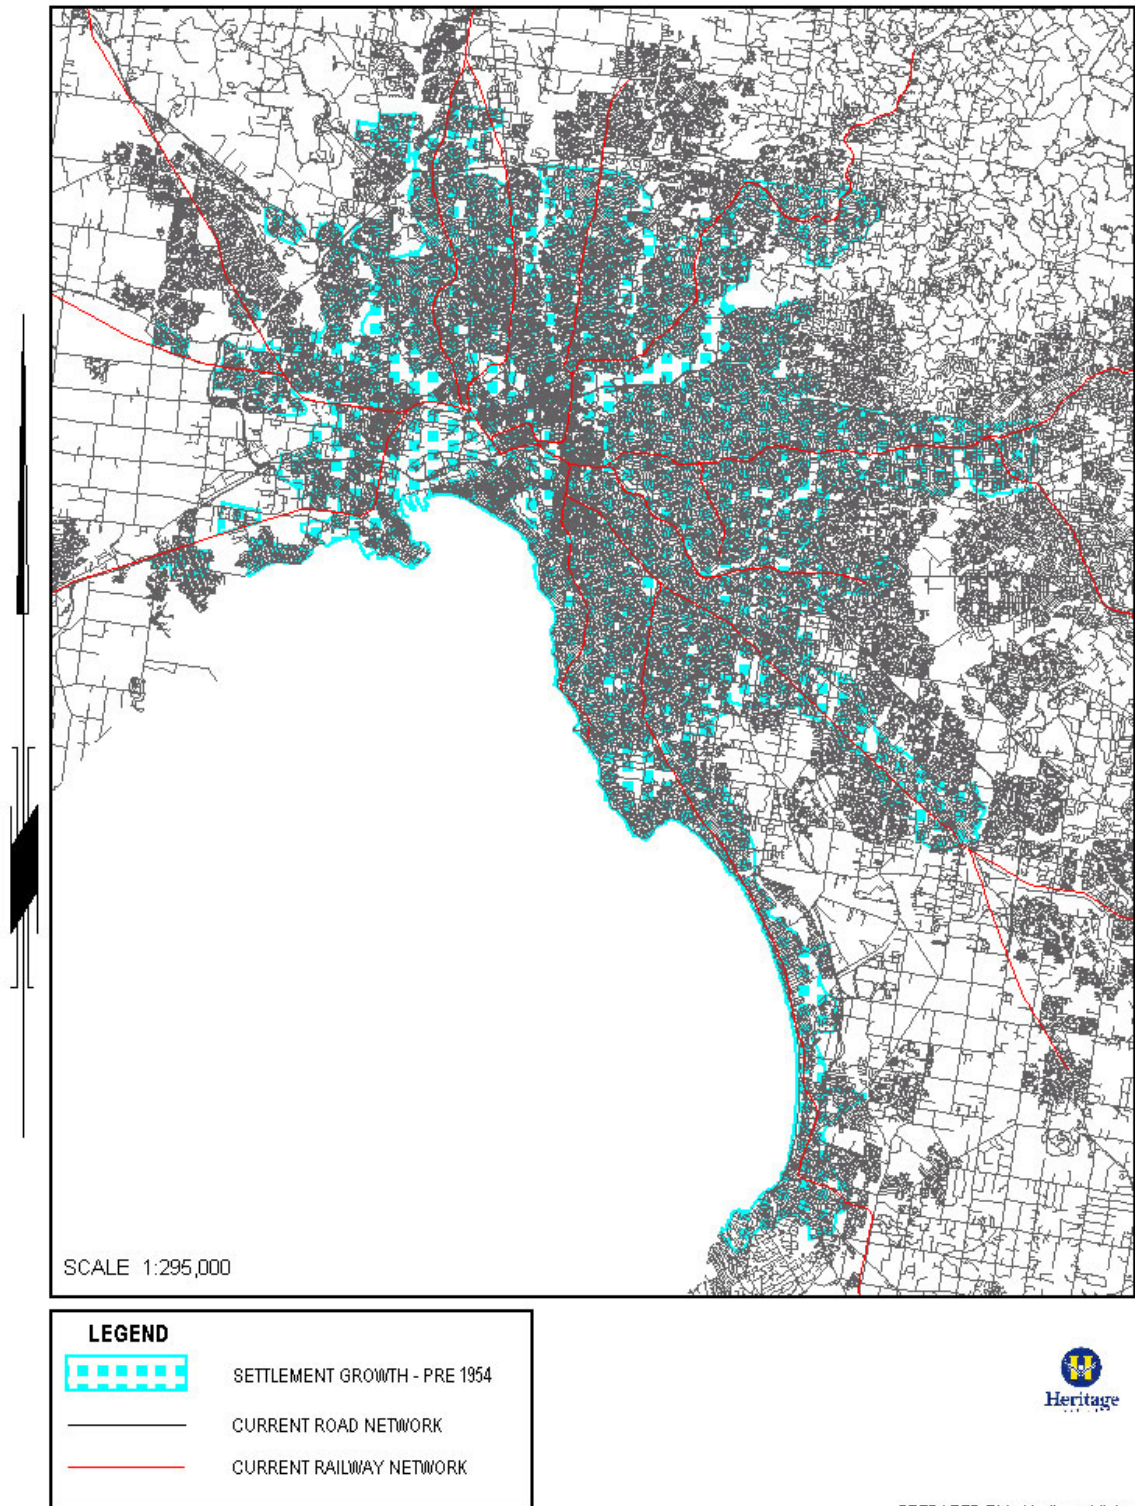 SCALE 1:295,000
LEGEND
SETTLEMENT GROWTH - PRE 1954
CURRENT ROAD NETWORK
CURRENT RAILWAY NETWORK
H
Heritage